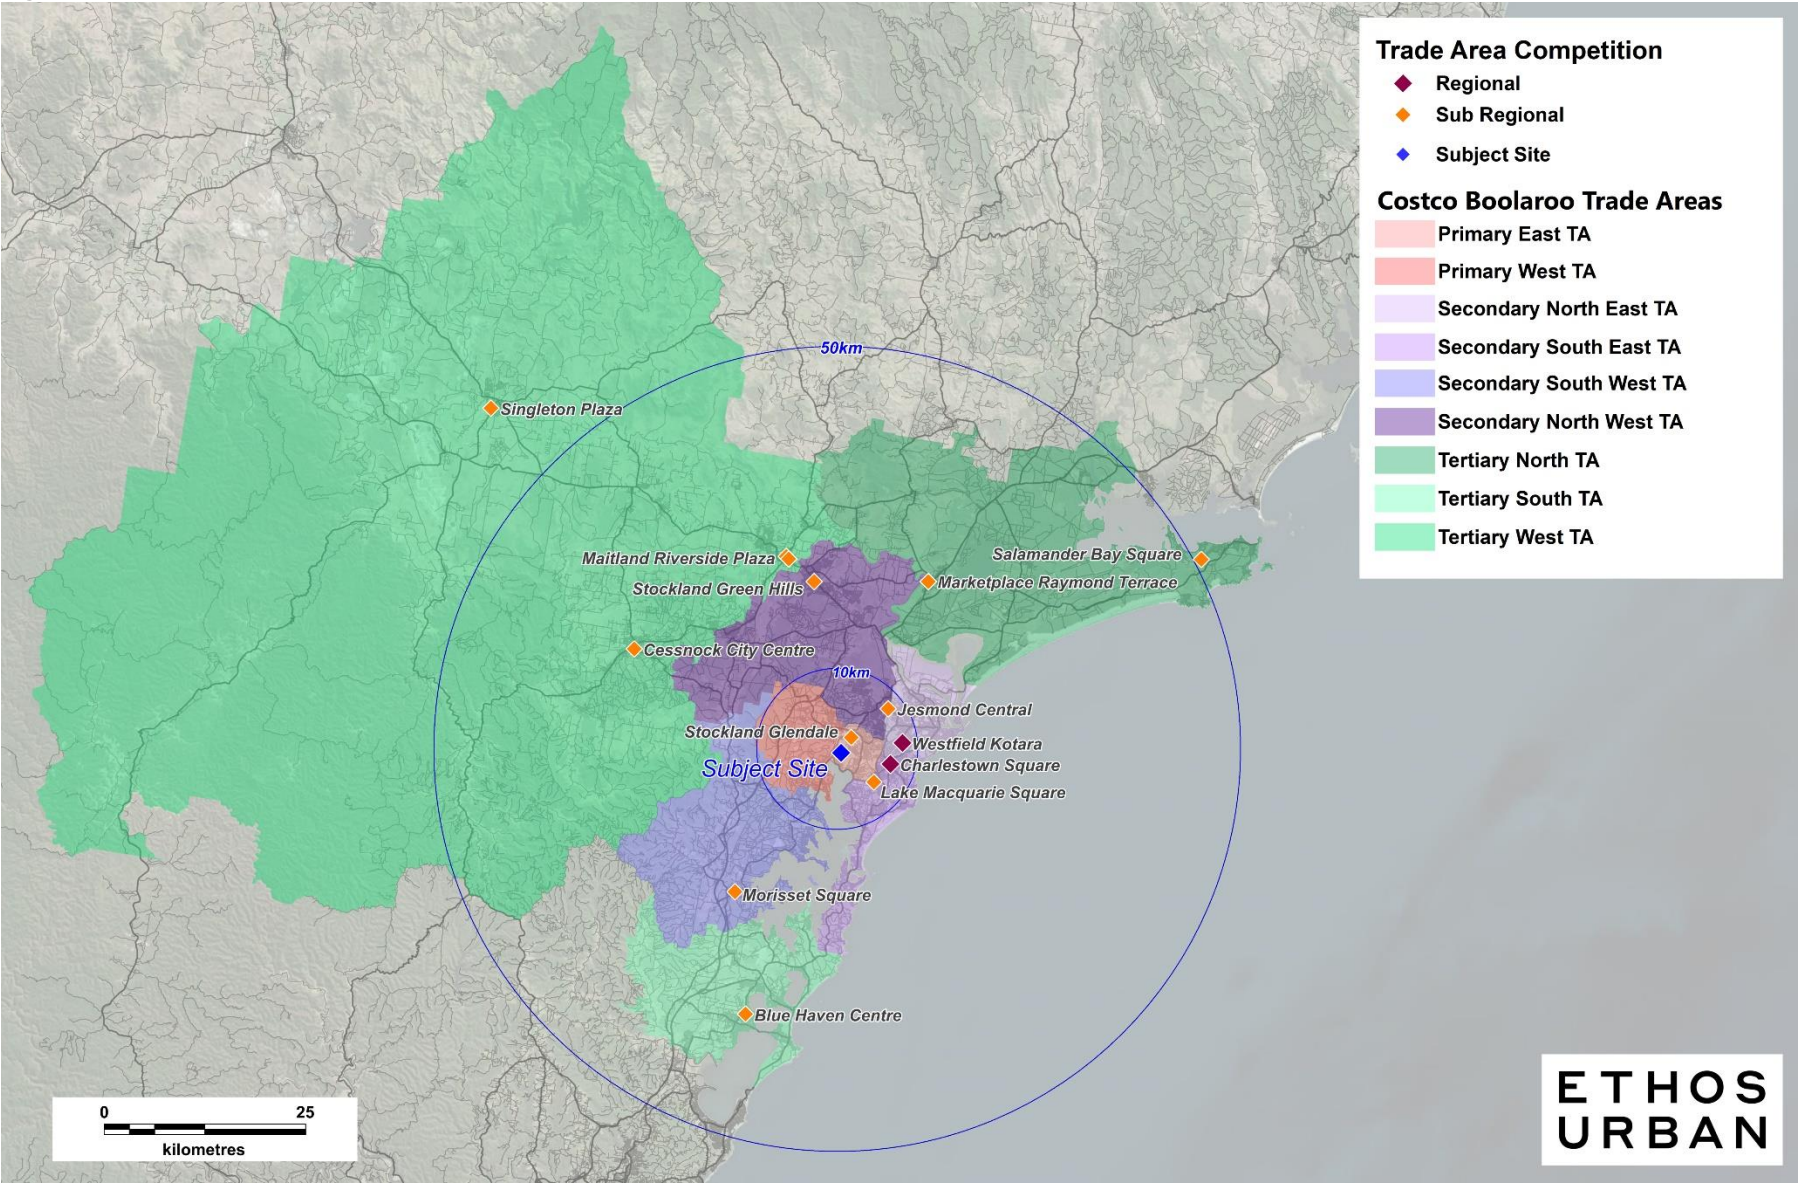 Trade Area Competition
Regional
Sub Regional
Subject Site
Costco Boolaroo Trade Areas
Primary East TA
Primary West TA
Secondary North East TA
Secondary South East TA
Secondary South West TA
Secondary North West TA
Tertiary North TA
Tertiary South TA
Tertiary West TA
50km
Singleton Plaza
Maitland Riverside Plaza
Salamander Bay Square
Stockland Green Hills
Marketplace Raymond Terrace
Cessnock City Centre
10km
Jesmond Central
Stockland Glendale
Westfield Kotara
Subject Site
Charlestown Square
Lake Macquarie Square
Morisset Square
Blue Haven Centre
0 25
kilometres
ETHOS
URBAN